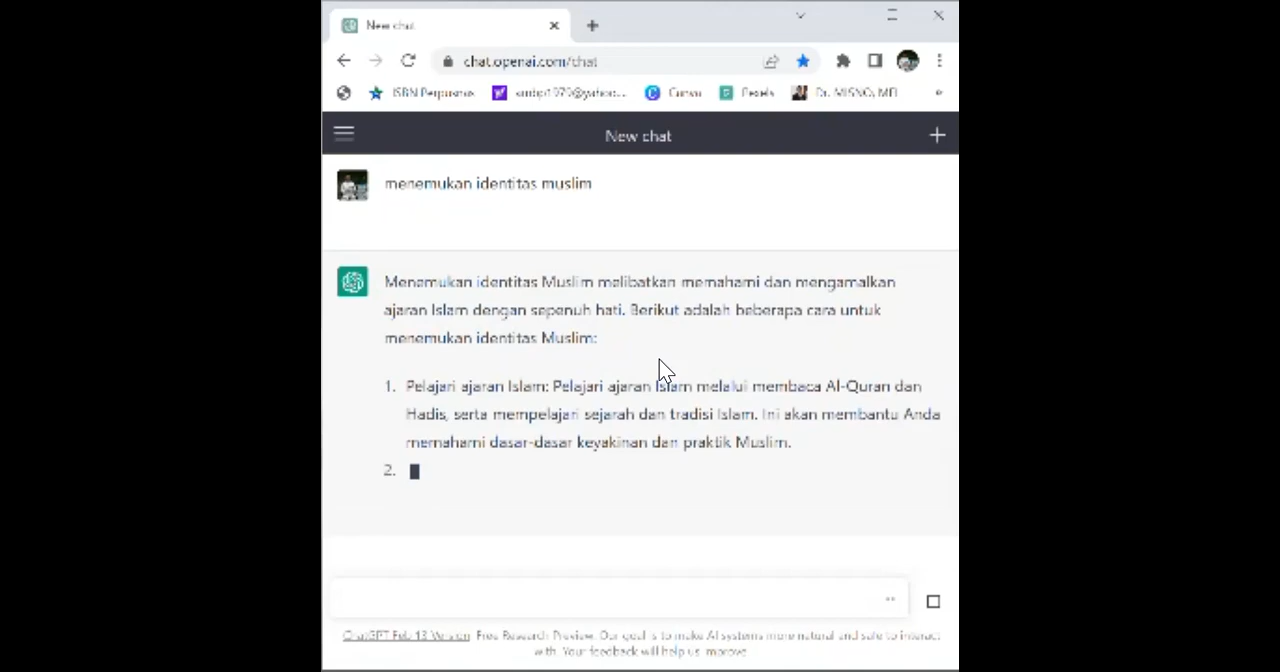 New chat
chat.openai.com/chat
ISBN Perpusnas
Canva
Pexels
Dr. MISNO, MEI
New chat
menemukan identitas muslim
Menemukan identitas Muslim melibatkan memahami dan mengamalkan
ajaran Islam dengan sepenuh hati. Berikut adalah beberapa cara untuk
menemukan identitas Muslim:
1. Pelajari ajaran Islam: Pelajari ajaran Islam melalui membaca Al-Quran dan
Hadis, serta mempelajari sejarah dan tradisi Islam. Ini akan membantu Anda
memahami dasar-dasar keyakinan dan praktik Muslim.
2.
ChatGPT Feb 13 Version. Free Research Preview. Our goal is to make AI systems more natural and safe to interact
with. Your feedback will help us improve.